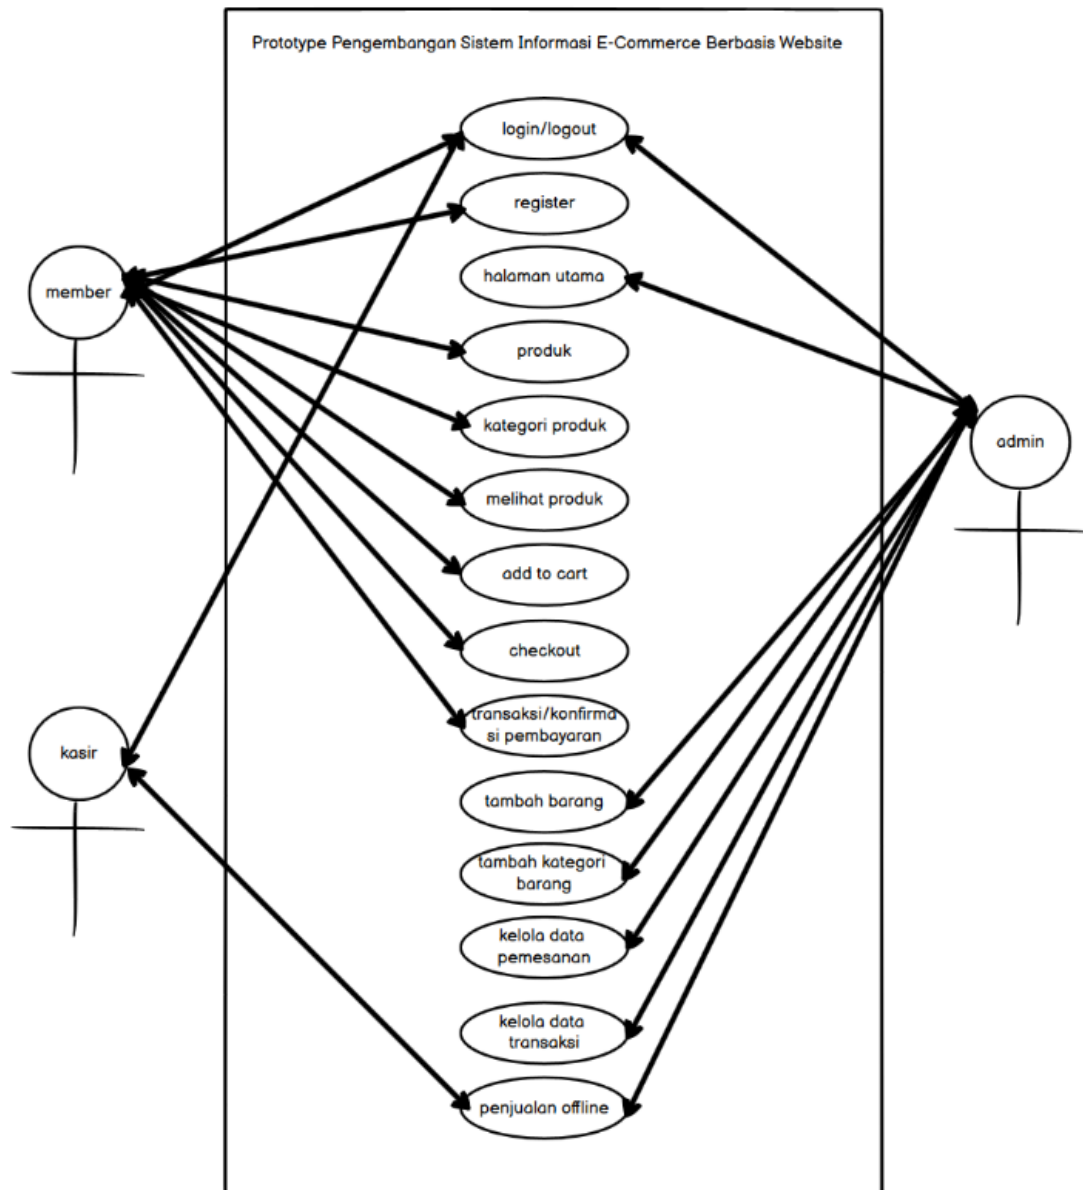 Prototype Pengembangan Sistem Informasi E-Commerce Berbasis Website
login/logout
register
member
halaman utama
produk
kategori produk
admin
melihat produk
add to cart
checkout
transaksi/konfirma
si pembayaran
kasir
tambah barang
tambah kategori
barang
kelola data
pemesanan
kelola data
transaksi
penjualan offline